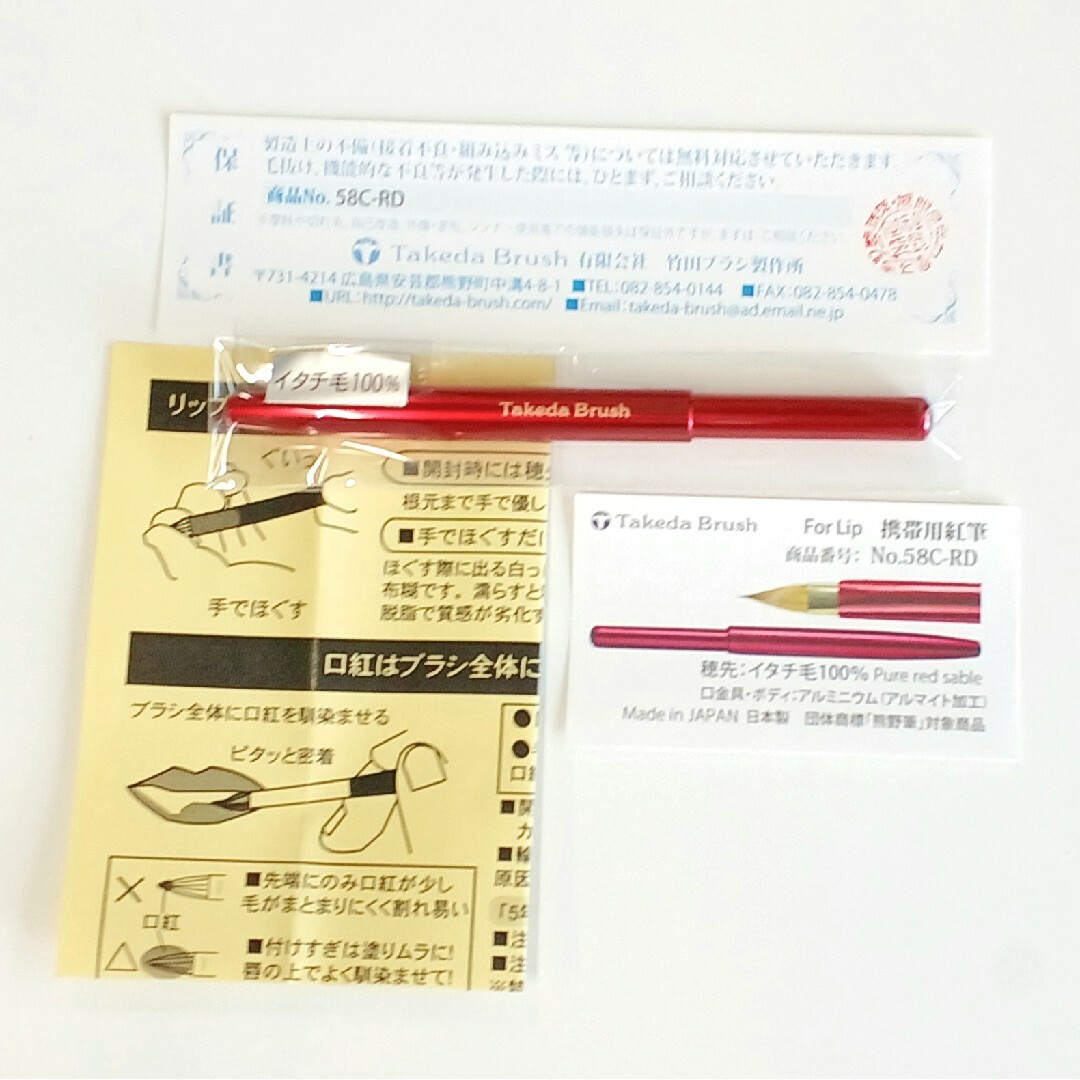 保証書
製造上の不備(接着不良・組み込みミス 等)については無料対応させていただきます
毛抜け、機能的な不良等が発生した際には、ひとまず、ご相談ください。
商品No. 58C-RD
Takeda Brush 有限会社 竹田ブラシ製作所
〒731-4214 広島県安芸郡熊野町中溝4-8-1 ■TEL:082-854-0144 ■FAX:082-854-0478
■URL:http://takeda-brush.com/ ■Email:takeda-brush@ad.email.ne.jp
イタチ毛100%
Takeda Brush
リップ
ぐいっ
■開封時には穂
根元まで手で優し
■手でほぐすだけ
ほぐす際に出る白っ
布糊です。濡らすと
脱脂で質感が劣化す
手でほぐす
口紅はブラシ全体に
ブラシ全体に口紅を馴染ませる
ピタッと密着
口紅
■先端にのみ口紅が少し
毛がまとまりにくく割れ易い
■付けすぎは塗りムラに!
唇の上でよく馴染ませて!
原因
■注
■注
Takeda Brush For Lip 携帯用紅筆
商品番号: No.58C-RD
穂先:イタチ毛100% Pure red sable
口金具・ボディ:アルミニウム(アルマイト加工)
Made in JAPAN 日本製 団体商標「熊野筆」対象商品